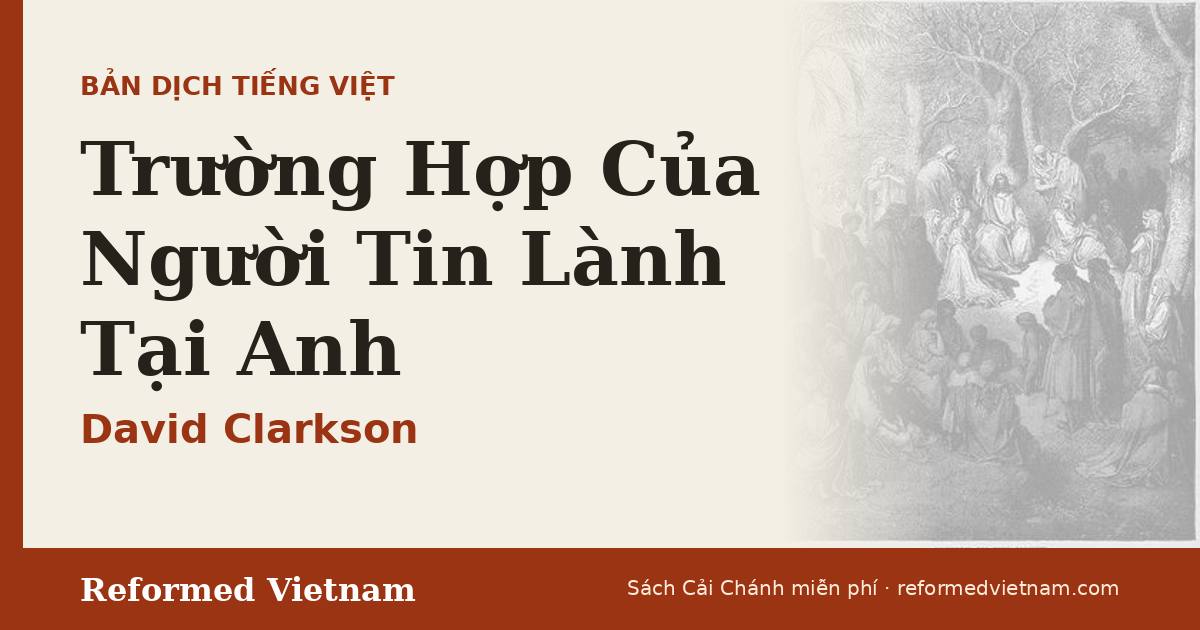 BẢN DỊCH TIẾNG VIỆT
Trường Hợp Của
Người Tin Lành
Tại Anh
David Clarkson
Reformed Vietnam
Sách Cải Chánh miễn phí · reformedvietnam.com